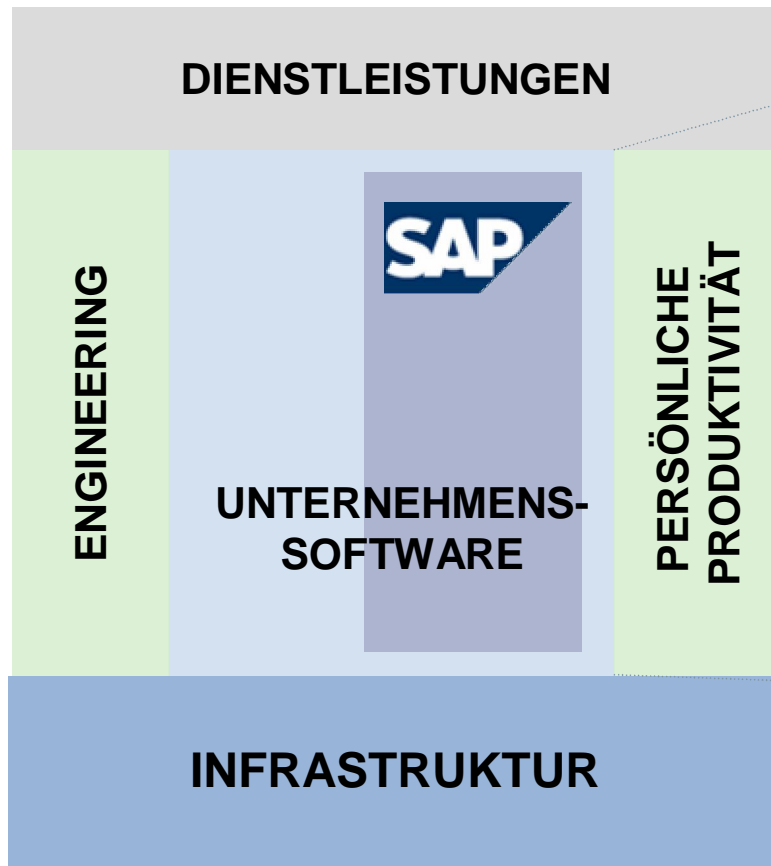 DIENSTLEISTUNGEN
SAP
ENGINEERING
UNTERNEHMENS-
SOFTWARE
PERSÖNLICHE
PRODUKTIVITÄT
INFRASTRUKTUR